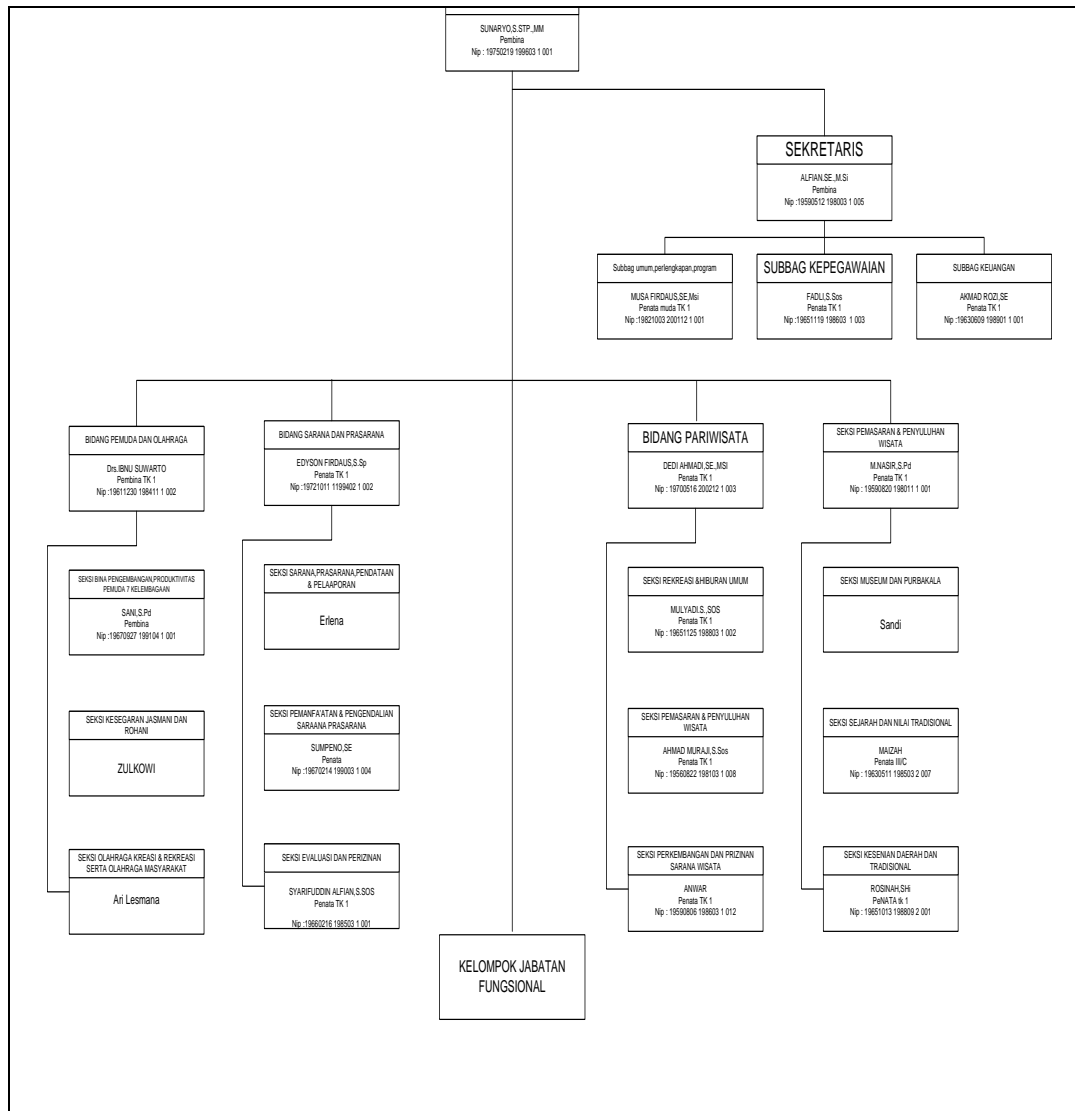 SUNARYO,S.STP.,MM
Pembina
Nip : 19750219 199603 1 001
SEKRETARIS
ALFIAN.SE.,M.Si
Pembina
Nip :19590512 198003 1 005
Subbag umum,perlengkapan,program
MUSA FIRDAUS,SE,Msi
Penata muda TK 1
Nip :19821003 200112 1 001
SUBBAG KEPEGAWAIAN
FADLI,S.Sos
Penata TK 1
Nip :19651119 198603 1 003
SUBBAG KEUANGAN
AKMAD ROZI,SE
Penata TK 1
Nip :19630609 198901 1 001
BIDANG PEMUDA DAN OLAHRAGA
Drs.IBNU SUWARTO
Pembina TK 1
Nip :19611230 198411 1 002
BIDANG SARANA DAN PRASARANA
EDYSON FIRDAUS,S.Sp
Penata TK 1
Nip :19721011 1199402 1 002
BIDANG PARIWISATA
DEDI AHMADI,SE.,MSI
Penata TK 1
Nip :19700516 200212 1 003
SEKSI PEMASARAN & PENYULUHAN
WISATA
M.NASIR,S.Pd
Penata TK 1
Nip :19590820 198011 1 001
SEKSI BINA PENGEMBANGAN,PRODUKTIVITAS
PEMUDA 7 KELEMBAGAAN
SANI,S.Pd
Pembina
Nip :19670927 199104 1 001
SEKSI SARANA,PRASARANA,PENDATAAN
& PELAAPORAN
Erlena
SEKSI REKREASI &HIBURAN UMUM
MULYADI.S.,SOS
Penata TK 1
Nip :19651125 198803 1 002
SEKSI MUSEUM DAN PURBAKALA
Sandi
SEKSI KESEGARAN JASMANI DAN
ROHANI
ZULKOWI
SEKSI PEMANFA'ATAN & PENGENDALIAN
SARAANA PRASARANA
SUMPENO,SE
Penata
Nip :19670214 199003 1 004
SEKSI PEMASARAN & PENYULUHAN
WISATA
AHMAD MURAJI,S.Sos
Penata TK 1
Nip :19560822 198103 1 008
SEKSI SEJARAH DAN NILAI TRADISIONAL
MAIZAH
Penata III/C
Nip :19630511 198503 2 007
SEKSI OLAHRAGA KREASI & REKREASI
SERTA OLAHRAGA MASYARAKAT
Ari Lesmana
SEKSI EVALUASI DAN PERIZINAN
SYARIFUDDIN ALFIAN,S.SOS
Penata TK 1
Nip :19660216 198503 1 001
SEKSI PERKEMBANGAN DAN PRIZINAN
SARANA WISATA
ANWAR
Penata TK 1
Nip :19590806 198603 1 012
SEKSI KESENIAN DAERAH DAN
TRADISIONAL
ROSINAH,SHi
PeNATA tk 1
Nip :19651013 198809 2 001
KELOMPOK JABATAN
FUNGSIONAL